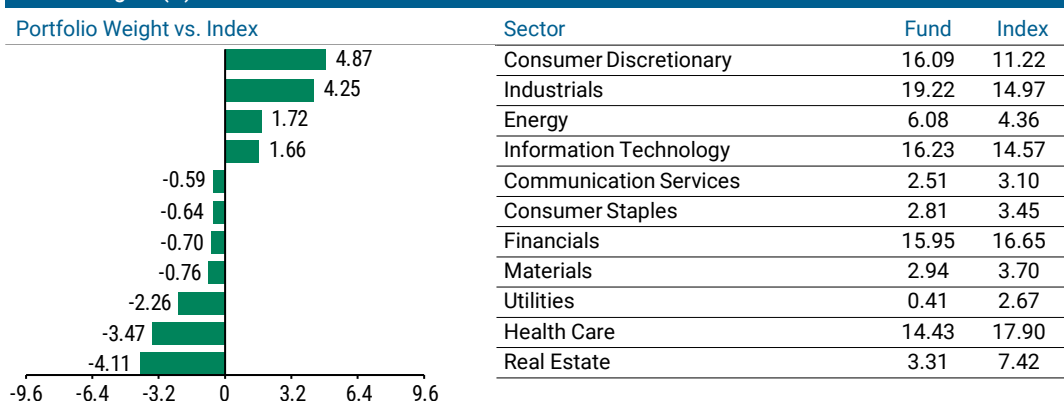 Portfolio Weight vs. Index Sector Fund Index
4.87 Consumer Discretionary 16.09 11.22
4.25 Industrials 19.22 14.97
1.72 Energy 6.08 4.36
1.66 Information Technology 16.23 14.57
-0.59 Communication Services 2.51 3.10
-0.64 Consumer Staples 2.81 3.45
-0.70 Financials 15.95 16.65
-0.76 Materials 2.94 3.70
-2.26 Utilities 0.41 2.67
-3.47 Health Care 14.43 17.90
-4.11 Real Estate 3.31 7.42
-9.6 -6.4 -3.2 0 3.2 6.4 9.6